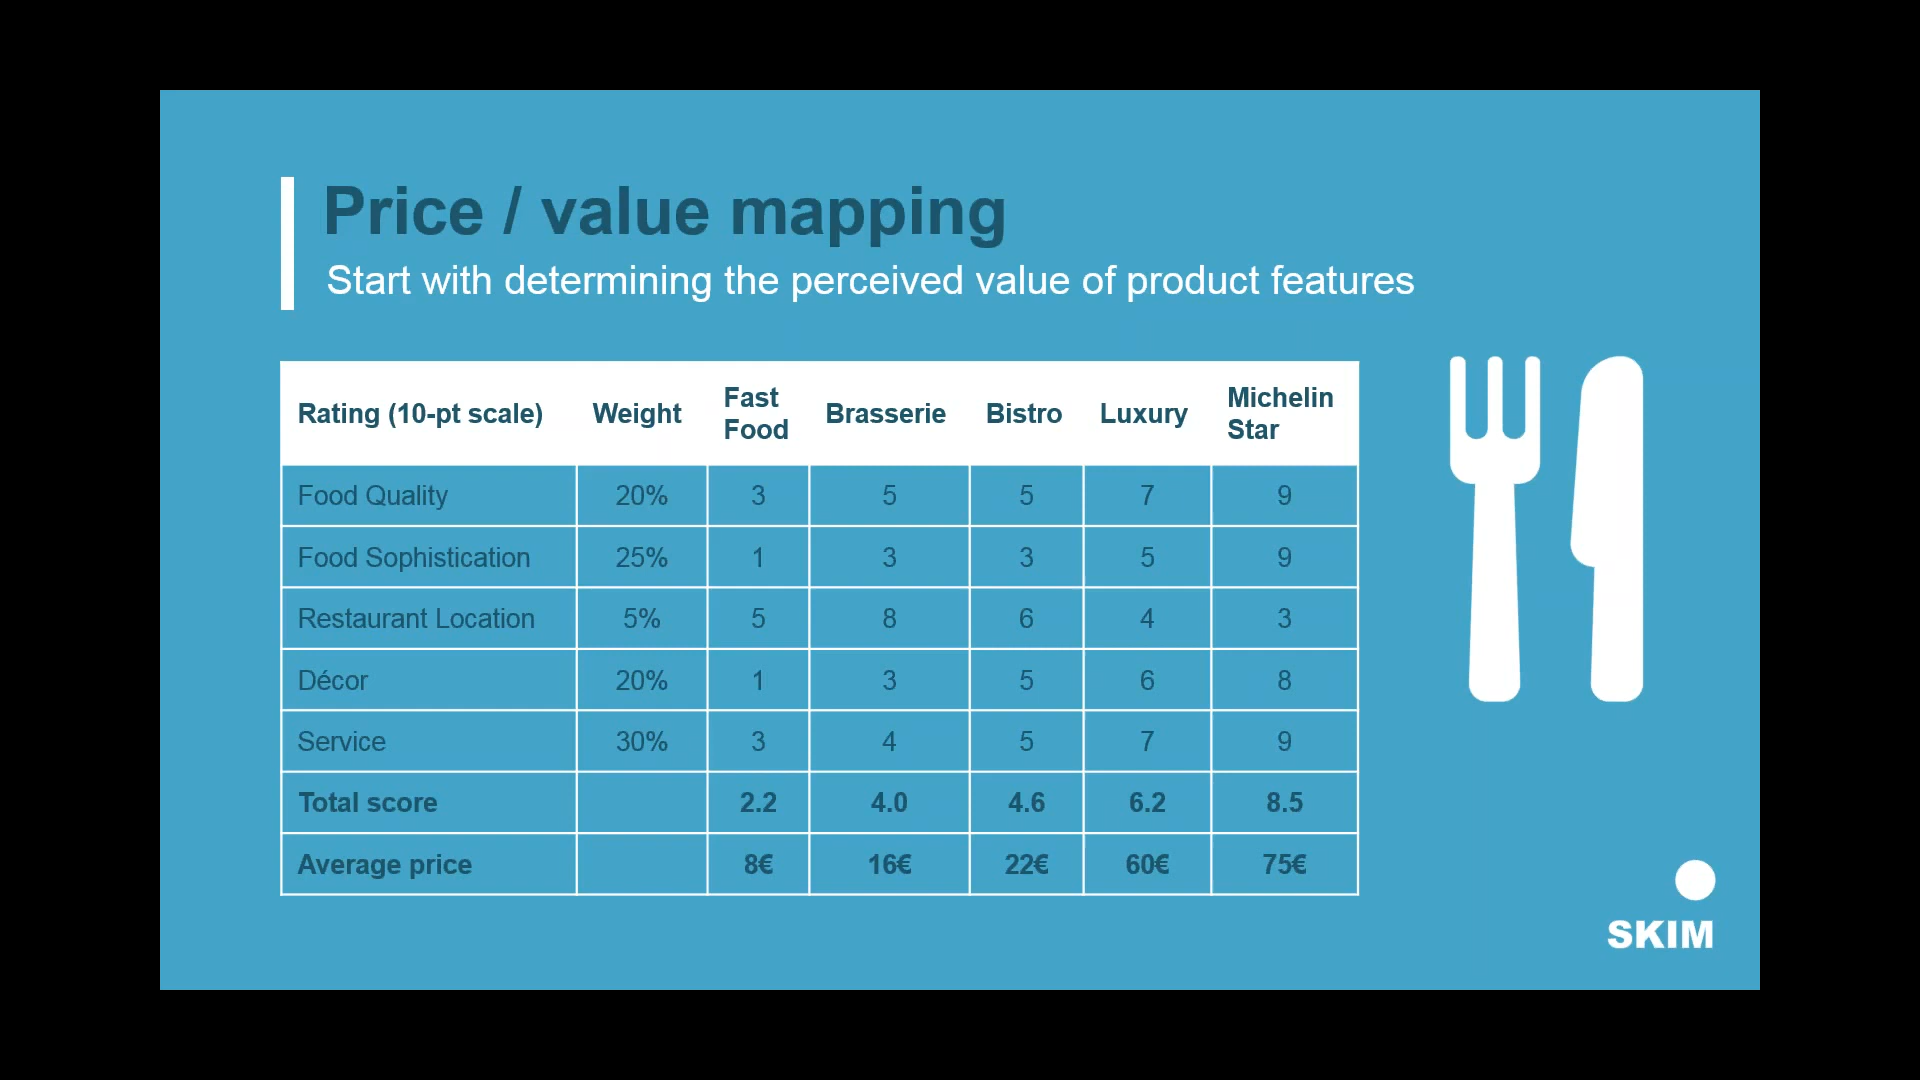 Price / value mapping
Start with determining the perceived value of product features
Rating (10-pt scale) Weight Fast Food Brasserie Bistro Luxury Michelin Star
Food Quality 20% 3 5 5 7 9
Food Sophistication 25% 1 3 3 5 9
Restaurant Location 5% 5 8 6 4 3
Décor 20% 1 3 5 6 8
Service 30% 3 4 5 7 9
Total score 2.2 4.0 4.6 6.2 8.5
Average price 8€ 16€ 22€ 60€ 75€
SKIM